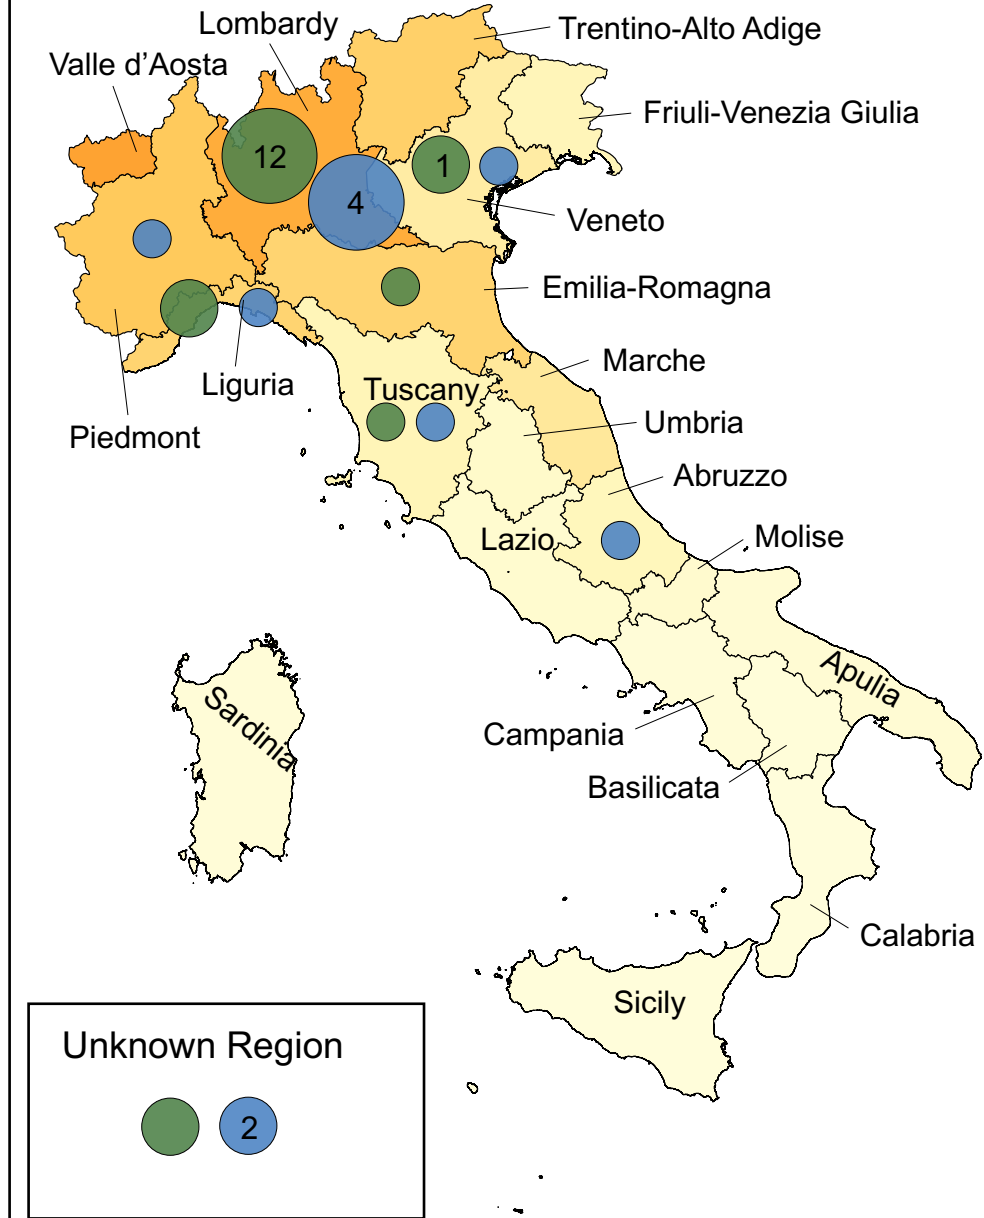 Lombardy
Trentino-Alto Adige
Valle d’Aosta
Friuli-Venezia Giulia
12
1
4
Veneto
Emilia-Romagna
Marche
Liguria
Tuscany
Umbria
Piedmont
Abruzzo
Lazio
Molise
Apulia
Sardinia
Campania
Basilicata
Calabria
Sicily
Unknown Region
2